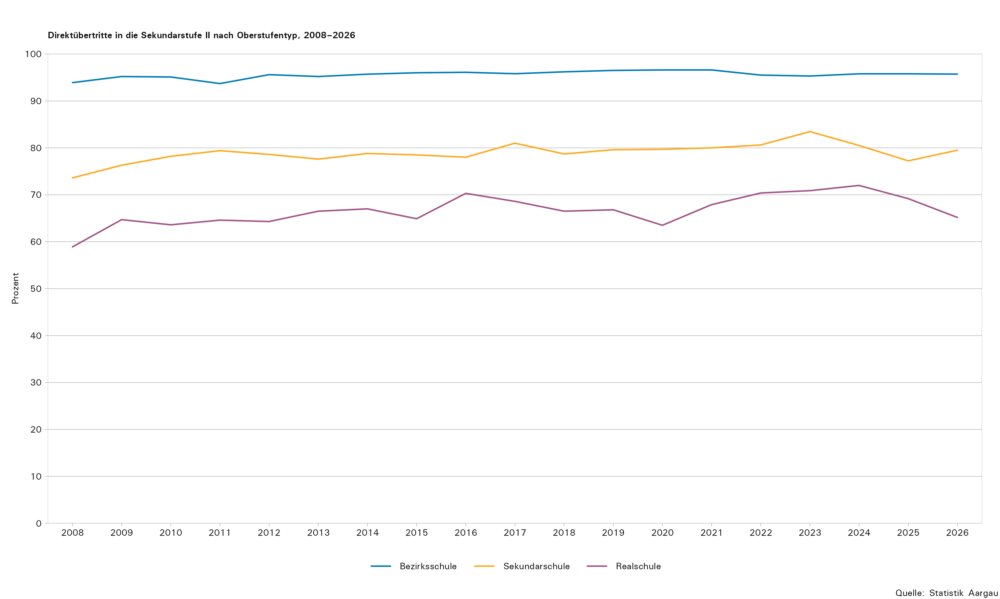 Direktübertritte in die Sekundarstufe II nach Oberstufentyp, 2008–2026
100
90
80
70
60
50
40
30
20
10
0
Prozent
2008 2009 2010 2011 2012 2013 2014 2015 2016 2017 2018 2019 2020 2021 2022 2023 2024 2025 2026
Bezirksschule Sekundarschule Realschule
Quelle: Statistik Aargau